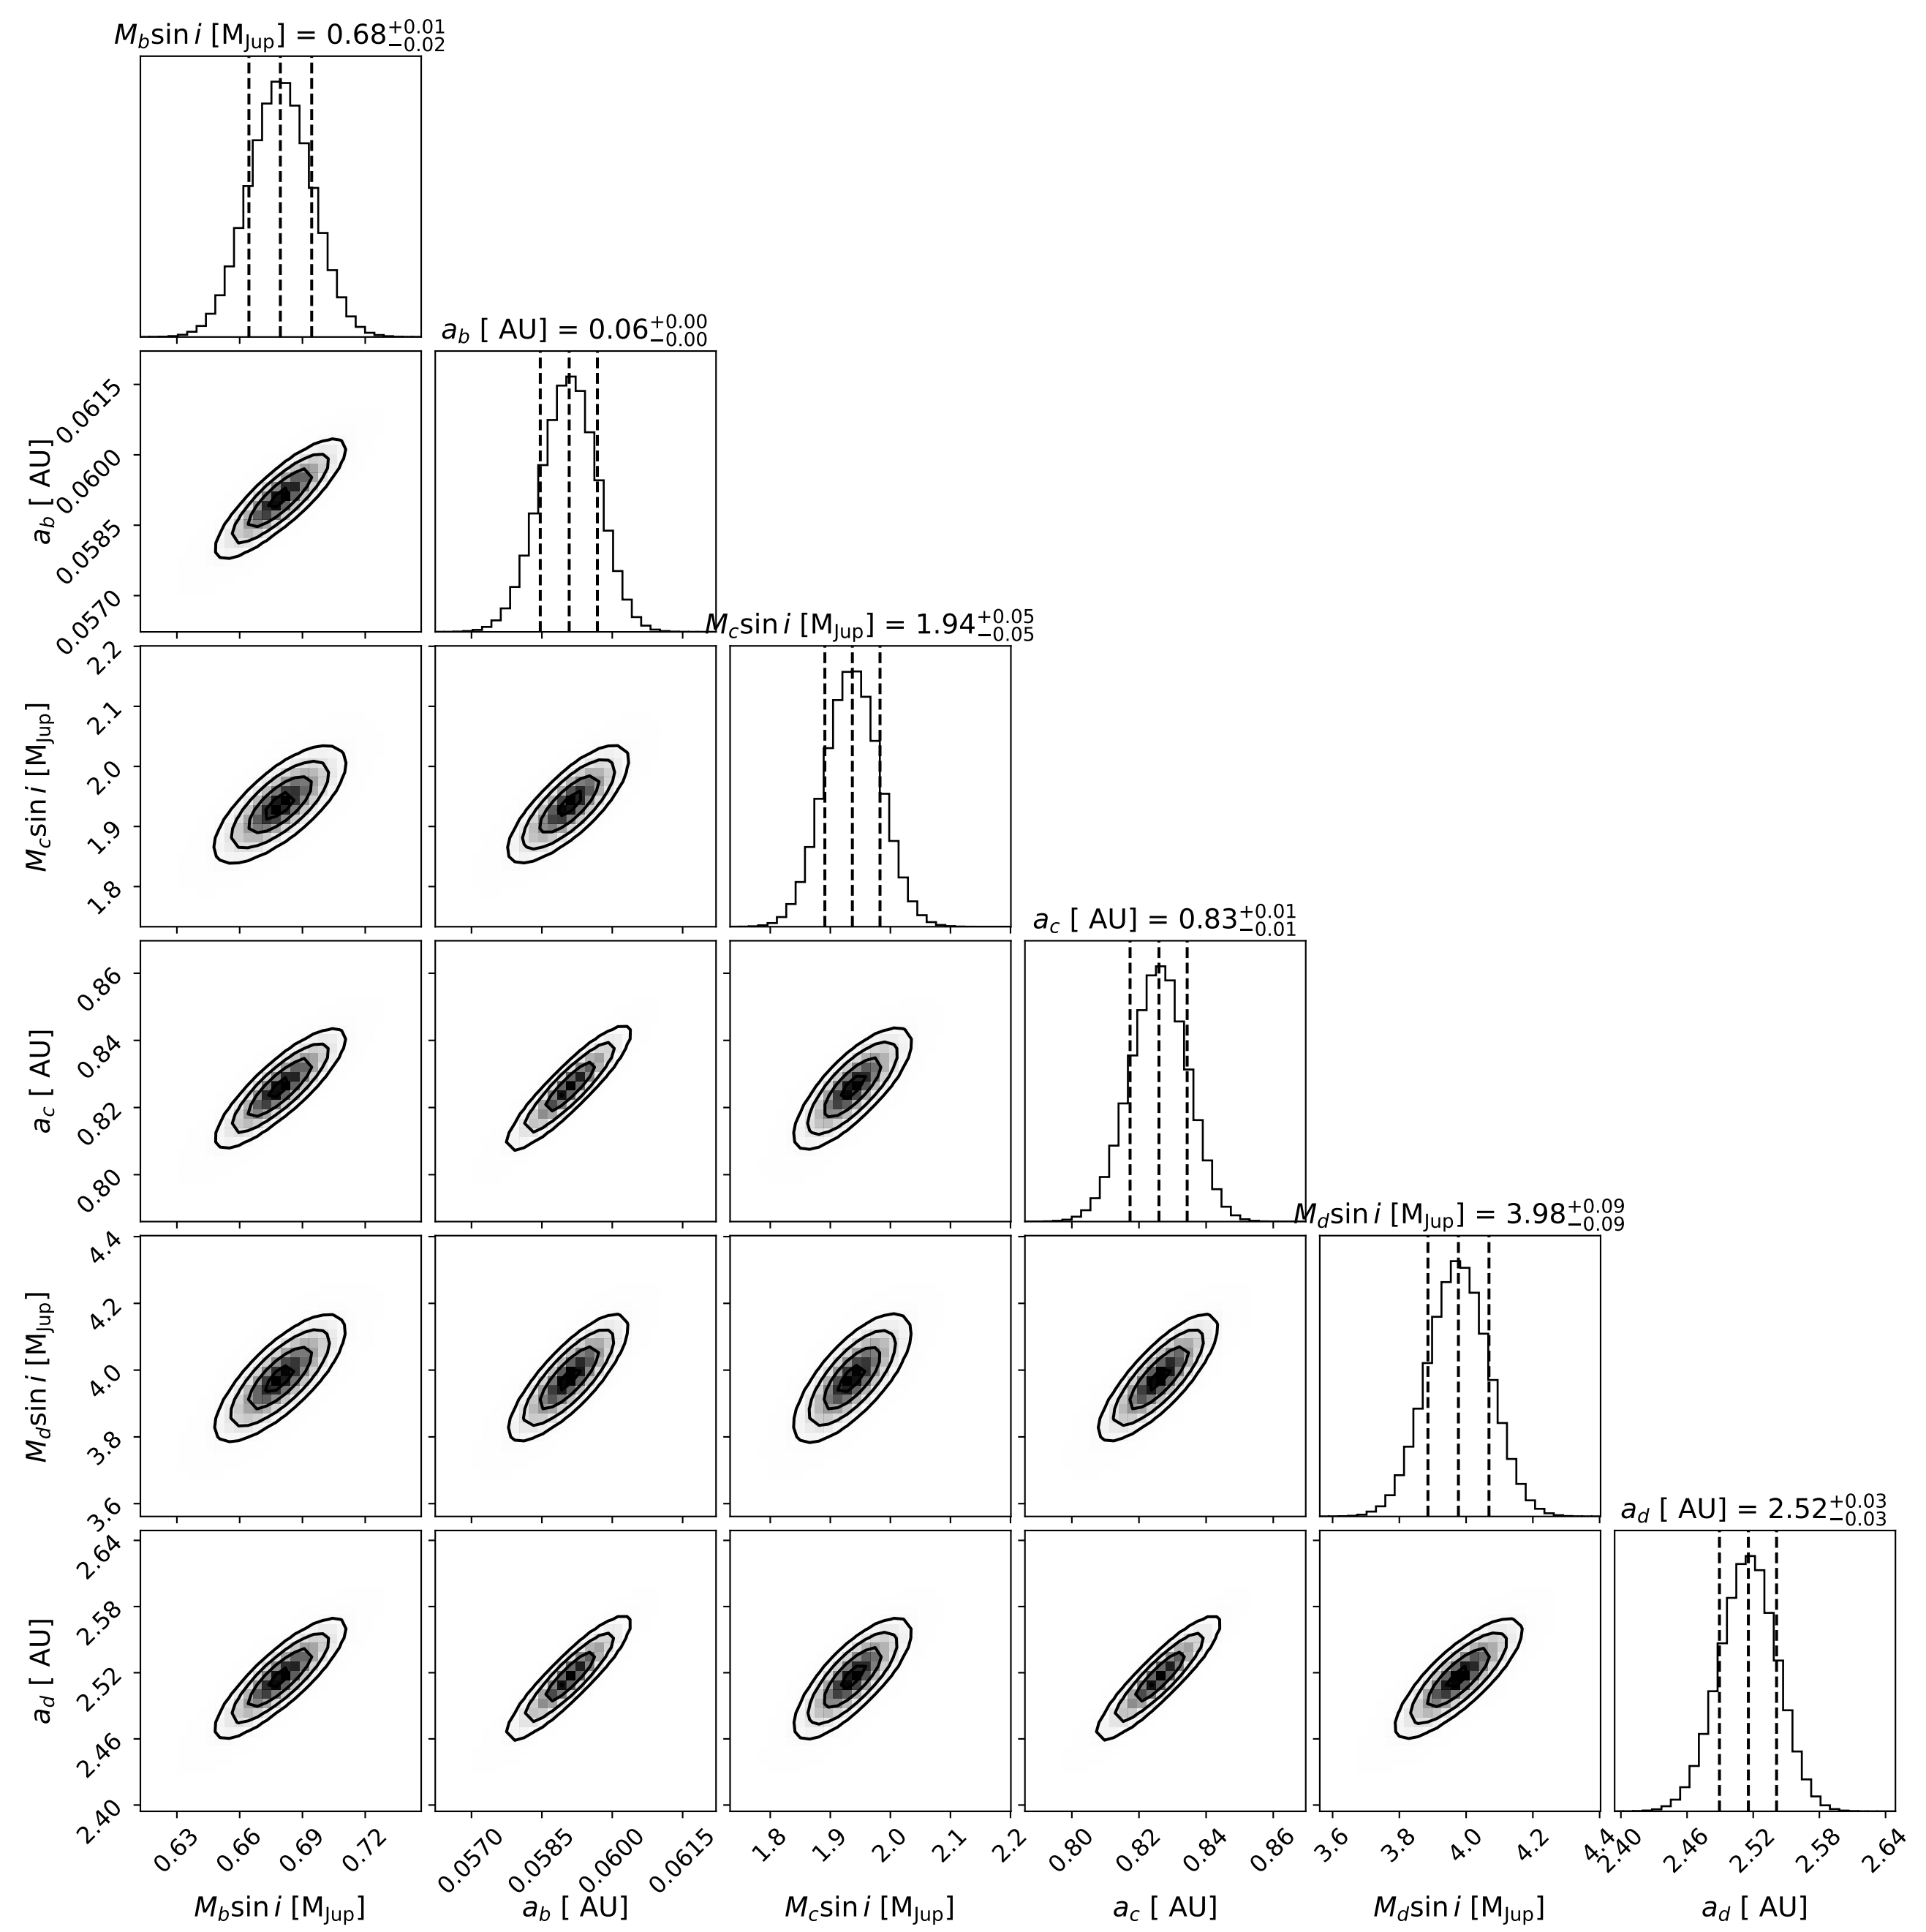 M_b sin i [M_Jup] = 0.68^{+0.01}_{−0.02}
a_b [ AU] = 0.06^{+0.00}_{−0.00}
0.0615
0.0600
0.0585
0.0570
a_b [ AU]
M_c sin i [M_Jup] = 1.94^{+0.05}_{−0.05}
2.2
2.1
2.0
1.9
1.8
M_c sin i [M_Jup]
a_c [ AU] = 0.83^{+0.01}_{−0.01}
0.86
0.84
0.82
0.80
a_c [ AU]
M_d sin i [M_Jup] = 3.98^{+0.09}_{−0.09}
4.4
4.2
4.0
3.8
3.6
M_d sin i [M_Jup]
a_d [ AU] = 2.52^{+0.03}_{−0.03}
2.64
2.58
2.52
2.46
2.40
a_d [ AU]
0.63 0.66 0.69 0.72
0.0570 0.0585 0.0600 0.0615
1.8 1.9 2.0 2.1 2.2
0.80 0.82 0.84 0.86
3.6 3.8 4.0 4.2 4.4
2.40 2.46 2.52 2.58 2.64
M_b sin i [M_Jup]
a_b [ AU]
M_c sin i [M_Jup]
a_c [ AU]
M_d sin i [M_Jup]
a_d [ AU]